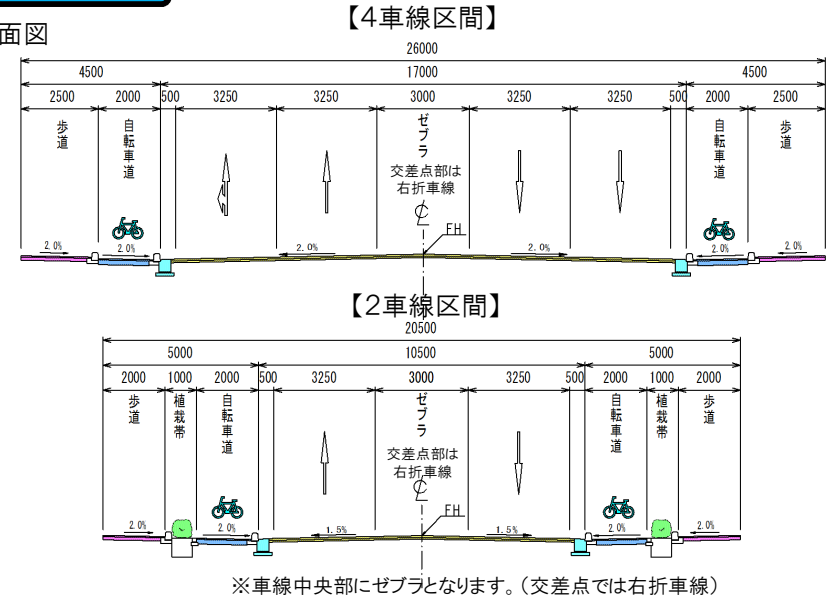 【4車線区間】
面図
26000
4500 17000 4500
2500 2000 500 3250 3250 3000 3250 3250 500 2000 2500
歩道
自転車道
ゼブラ
交差点部は
右折車線
自転車道
歩道
FH
2.0% 2.0% 2.0% 2.0% 2.0% 2.0%
【2車線区間】
20500
5000 10500 5000
2000 1000 2000 500 3250 3000 3250 500 2000 1000 2000
歩道
植栽帯
自転車道
ゼブラ
交差点部は
右折車線
自転車道
植栽帯
歩道
FH
2.0% 2.0% 1.5% 1.5% 2.0% 2.0%
※車線中央部にゼブラとなります。(交差点では右折車線)